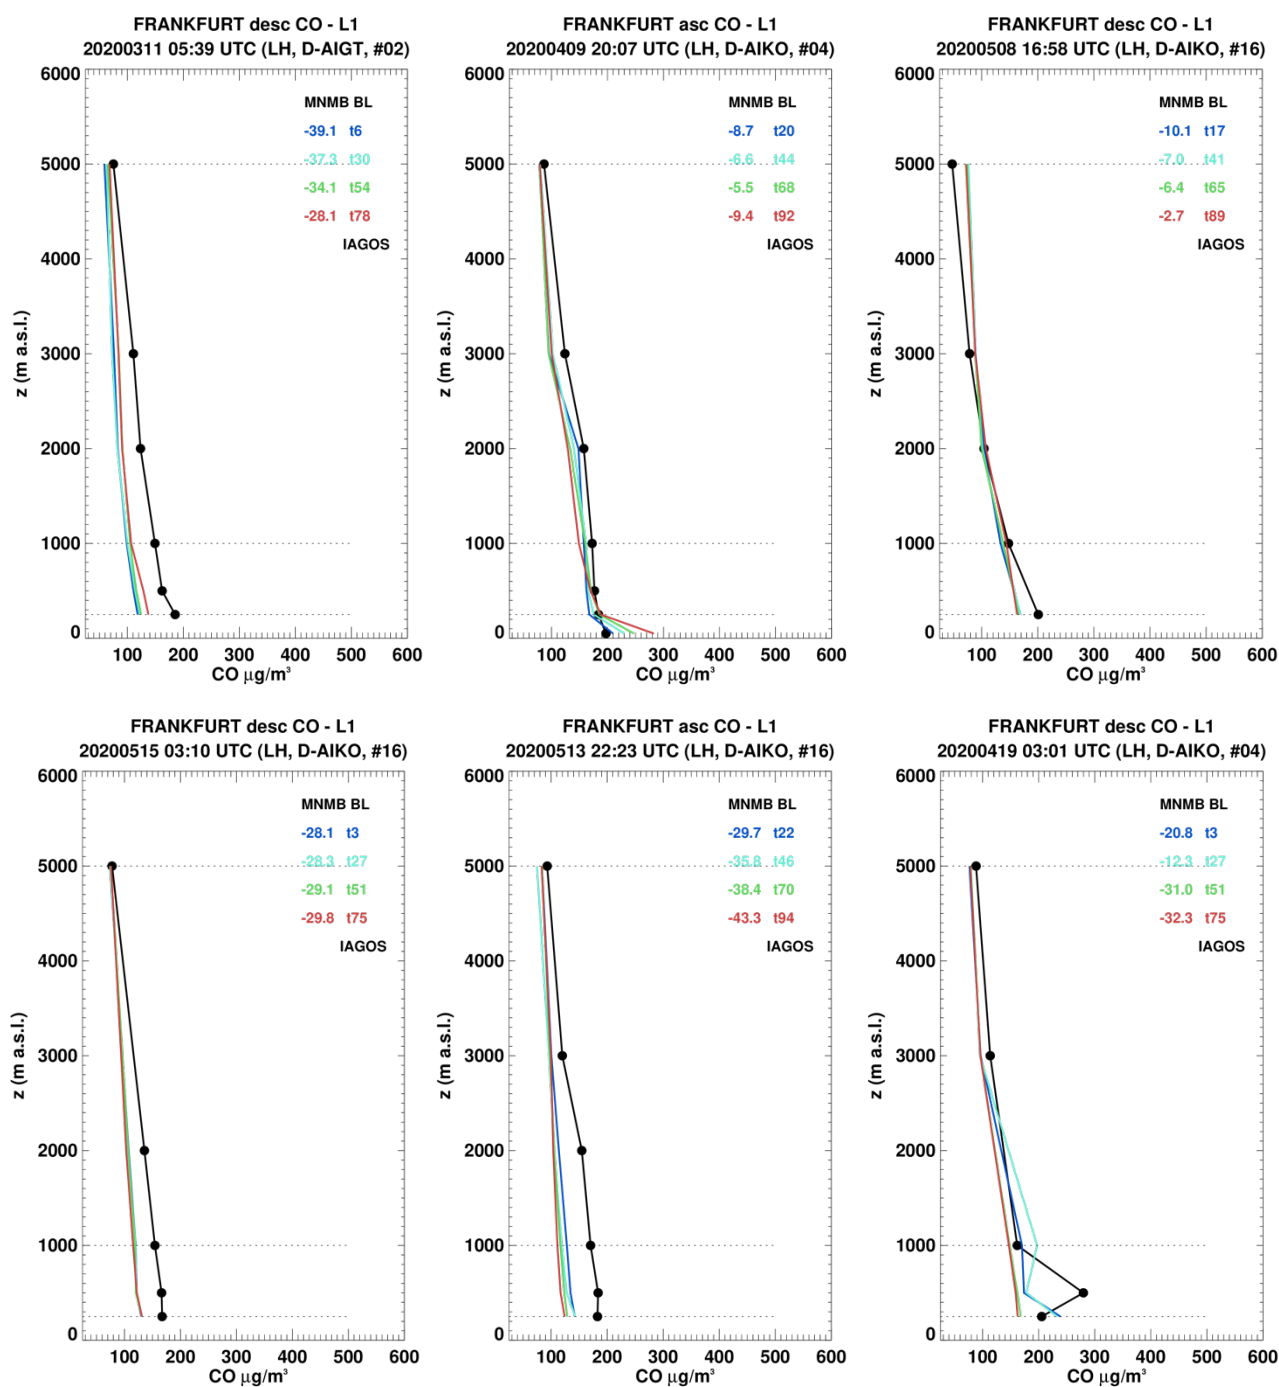 FRANKFURT desc CO - L1
20200311 05:39 UTC (LH, D-AIGT, #02)
6000
5000
4000
3000
2000
1000
0
z (m a.s.l.)
MNMB BL
-39.1 t6
-37.3 t30
-34.1 t54
-28.1 t78
IAGOS
100 200 300 400 500 600
CO µg/m³
FRANKFURT asc CO - L1
20200409 20:07 UTC (LH, D-AIKO, #04)
6000
5000
4000
3000
2000
1000
0
z (m a.s.l.)
MNMB BL
-8.7 t20
-6.6 t44
-5.5 t68
-9.4 t92
IAGOS
100 200 300 400 500 600
CO µg/m³
FRANKFURT desc CO - L1
20200508 16:58 UTC (LH, D-AIKO, #16)
6000
5000
4000
3000
2000
1000
0
z (m a.s.l.)
MNMB BL
-10.1 t17
-7.0 t41
-6.4 t65
-2.7 t89
IAGOS
100 200 300 400 500 600
CO µg/m³
FRANKFURT desc CO - L1
20200515 03:10 UTC (LH, D-AIKO, #16)
6000
5000
4000
3000
2000
1000
0
z (m a.s.l.)
MNMB BL
-28.1 t3
-28.3 t27
-29.1 t51
-29.8 t75
IAGOS
100 200 300 400 500 600
CO µg/m³
FRANKFURT asc CO - L1
20200513 22:23 UTC (LH, D-AIKO, #16)
6000
5000
4000
3000
2000
1000
0
z (m a.s.l.)
MNMB BL
-29.7 t22
-35.8 t46
-38.4 t70
-43.3 t94
IAGOS
100 200 300 400 500 600
CO µg/m³
FRANKFURT desc CO - L1
20200419 03:01 UTC (LH, D-AIKO, #04)
6000
5000
4000
3000
2000
1000
0
z (m a.s.l.)
MNMB BL
-20.8 t3
-12.3 t27
-31.0 t51
-32.3 t75
IAGOS
100 200 300 400 500 600
CO µg/m³